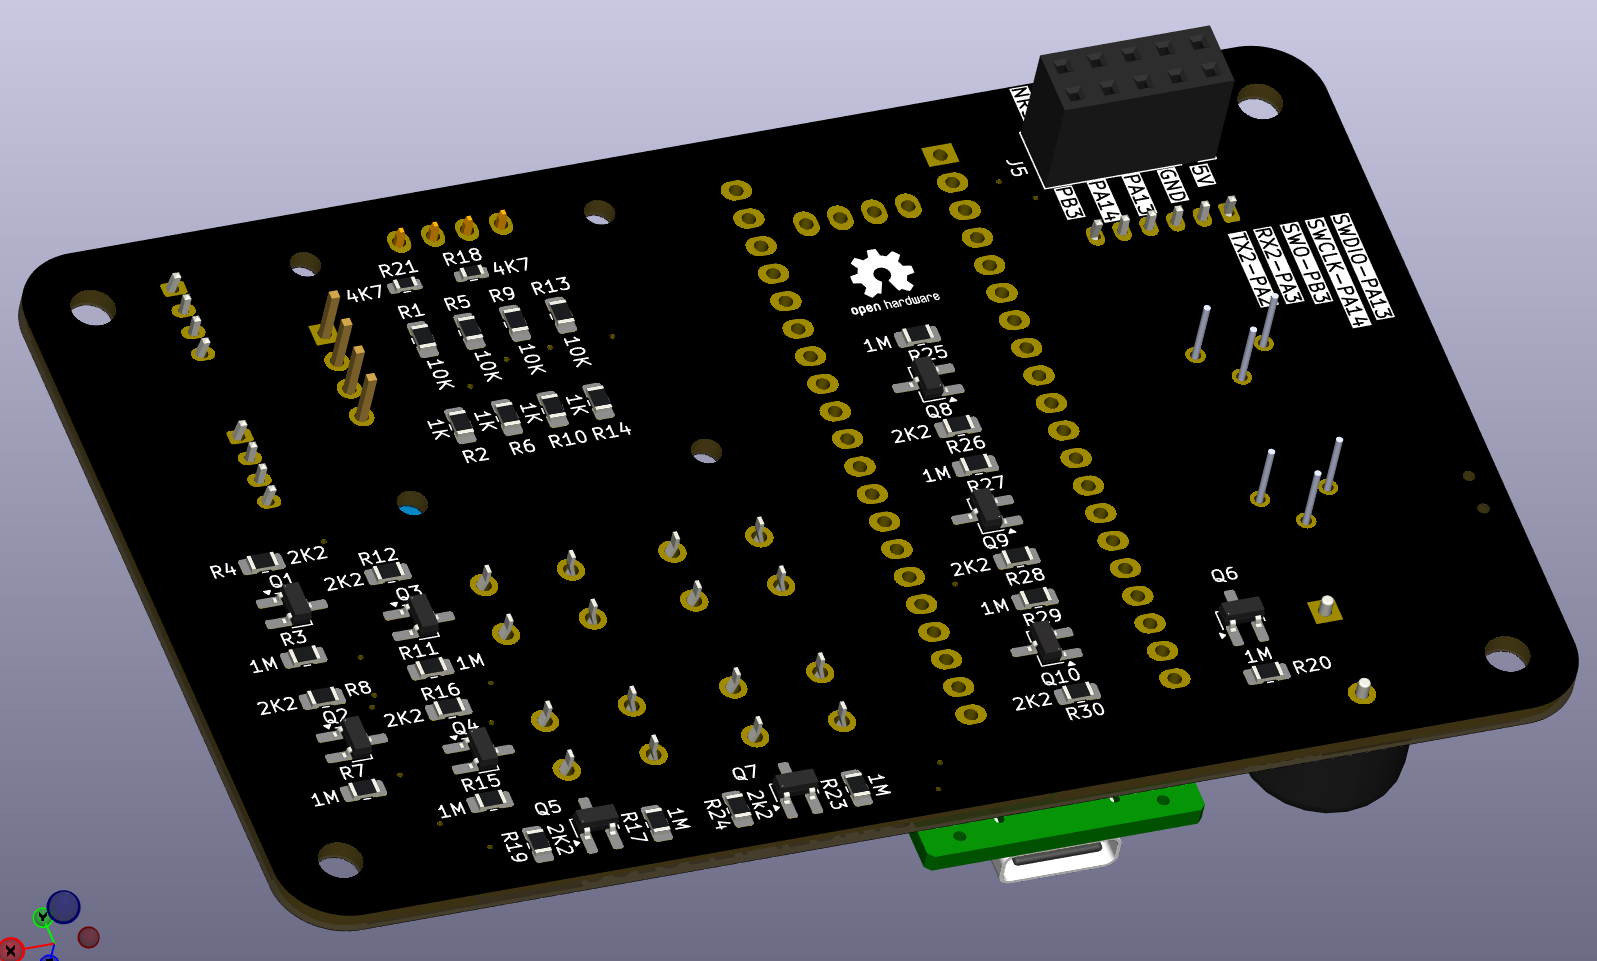 J5
PB3
PA14
PA13
GND
5V
TX2-PA2
RX2-PA3
SWO-PB3
SWCLK-PA14
SWDIO-PA13
open hardware
R21
4K7
R18
4K7
R1
R5
R9
R13
10K
10K
10K
10K
1K
1K
1K
1K
R2
R6
R10
R14
1M
R25
Q8
2K2
R26
1M
R27
Q9
2K2
R28
1M
R29
Q10
2K2
R30
Q6
1M
R20
R4
2K2
Q1
R3
1M
R12
2K2
Q3
R11
1M
2K2
R8
Q2
R7
1M
R16
2K2
Q4
R15
1M
Q5
R19
2K2
R17
1M
Q7
R24
2K2
R23
1M
Y
X